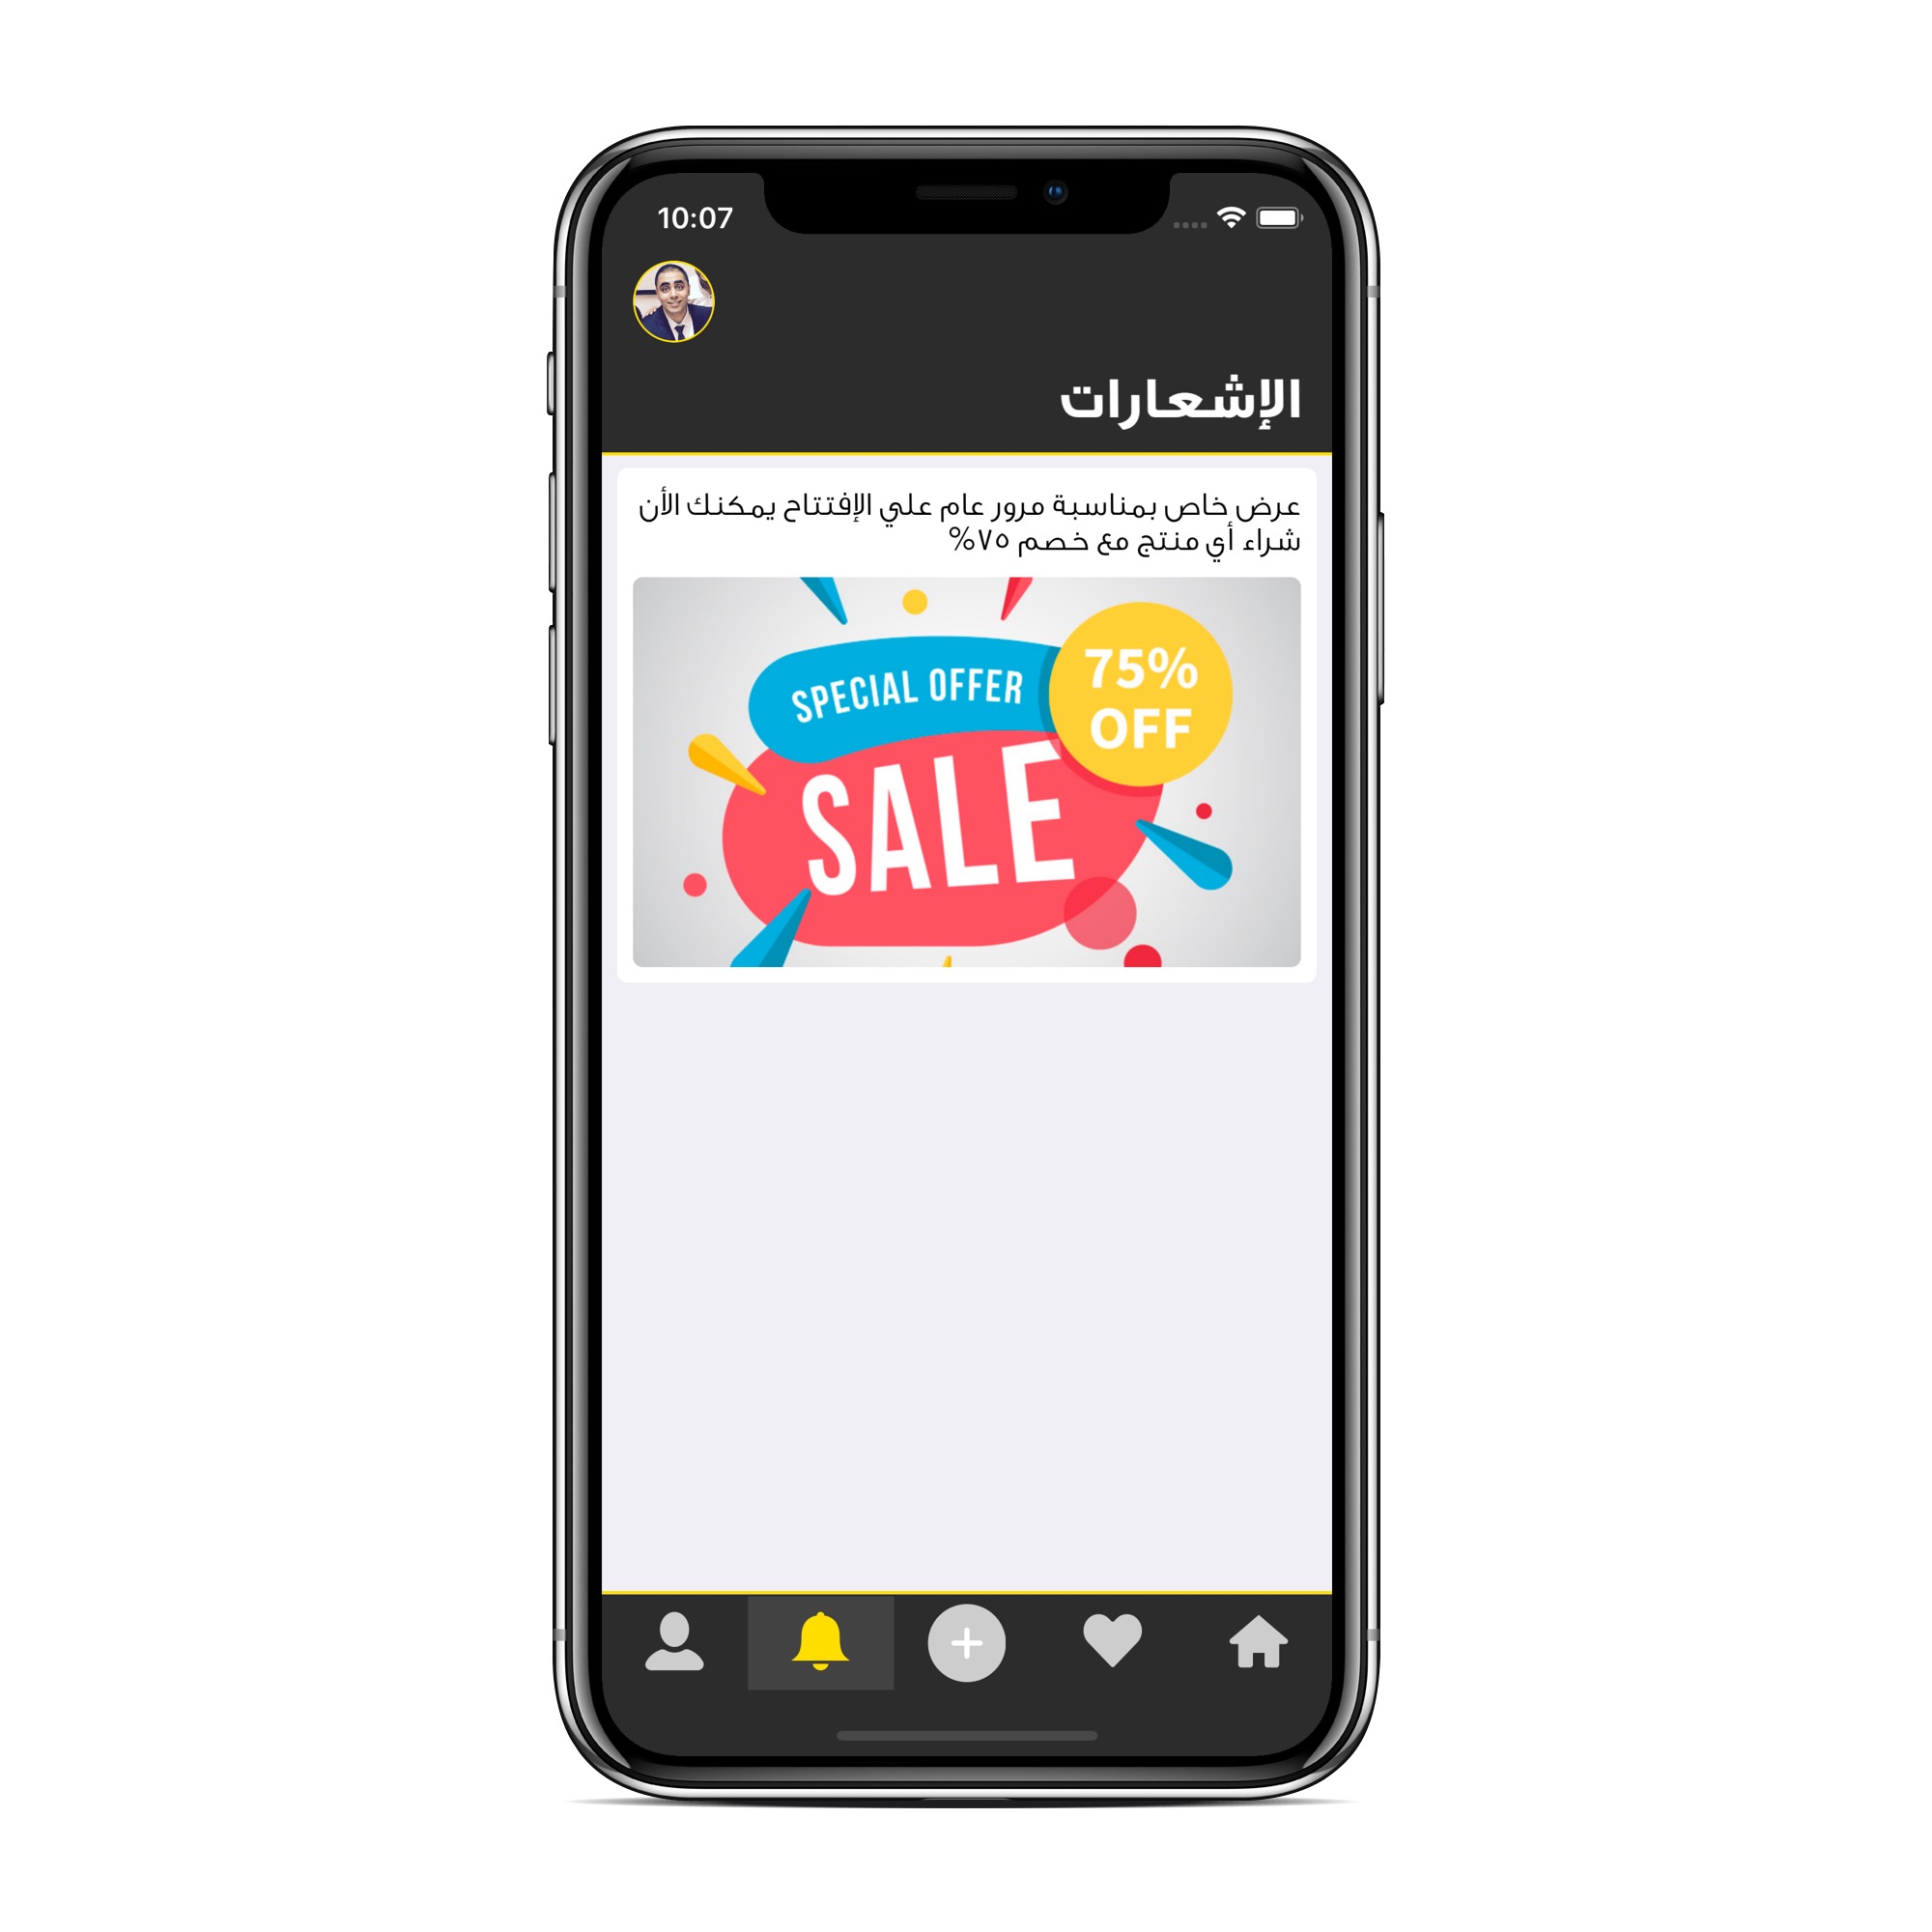 10:07
الإشعارات
عرض خاص بمناسبة مرور عام علي الإفتتاح يمكنك الأن
شراء أي منتج مع خصم ٧٥%
SPECIAL OFFER
75%
OFF
SALE